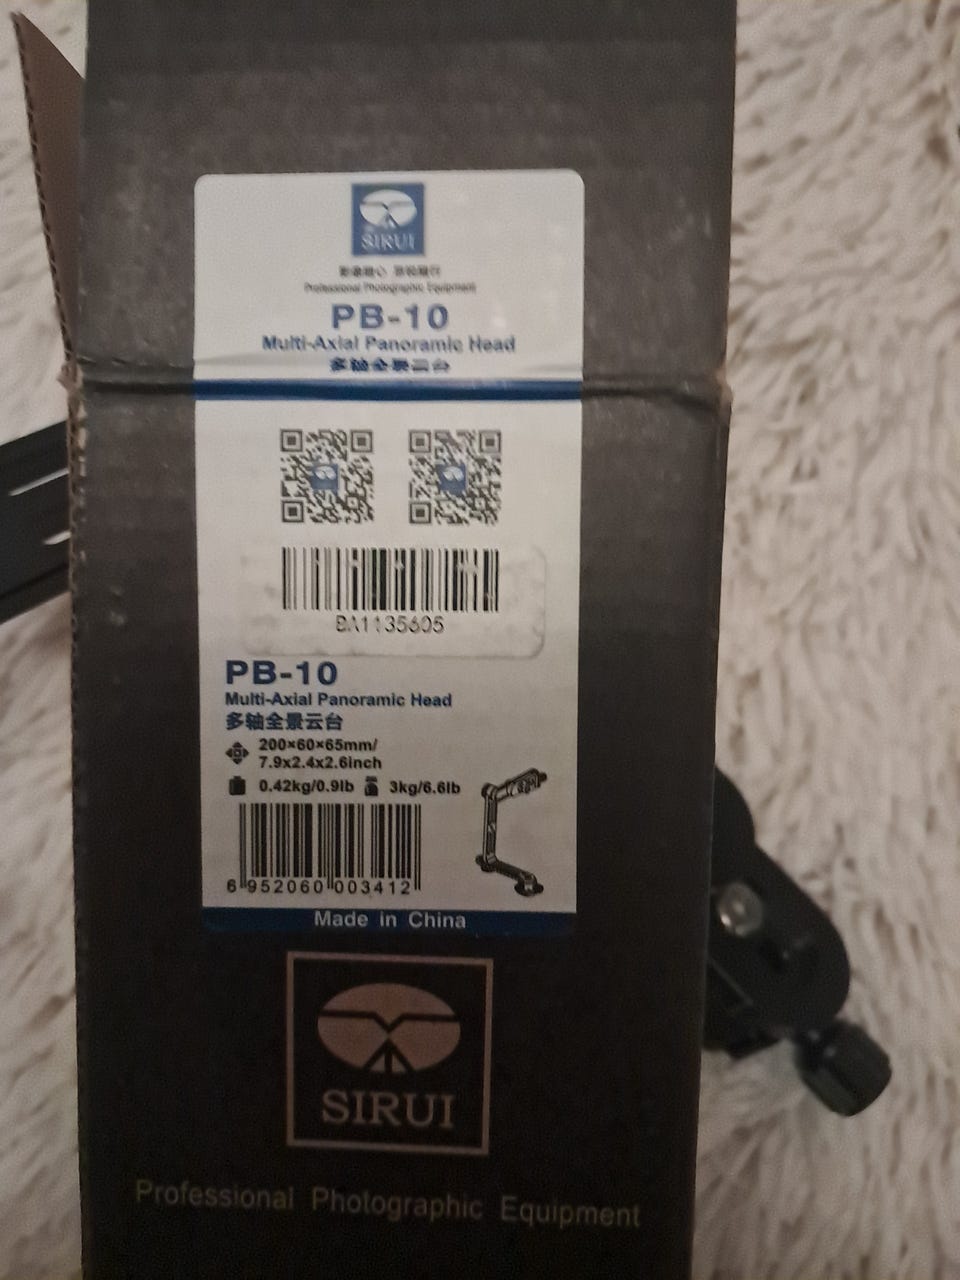 SIRUI
Professional Photographic Equipment
PB-10
Multi-Axial Panoramic Head
多轴全景云台
BA1135605
PB-10
Multi-Axial Panoramic Head
多轴全景云台
200×60×65mm/
7.9x2.4x2.6inch
0.42kg/0.9lb 3kg/6.6lb
6 952060 003412
Made in China
SIRUI
Professional Photographic Equipment